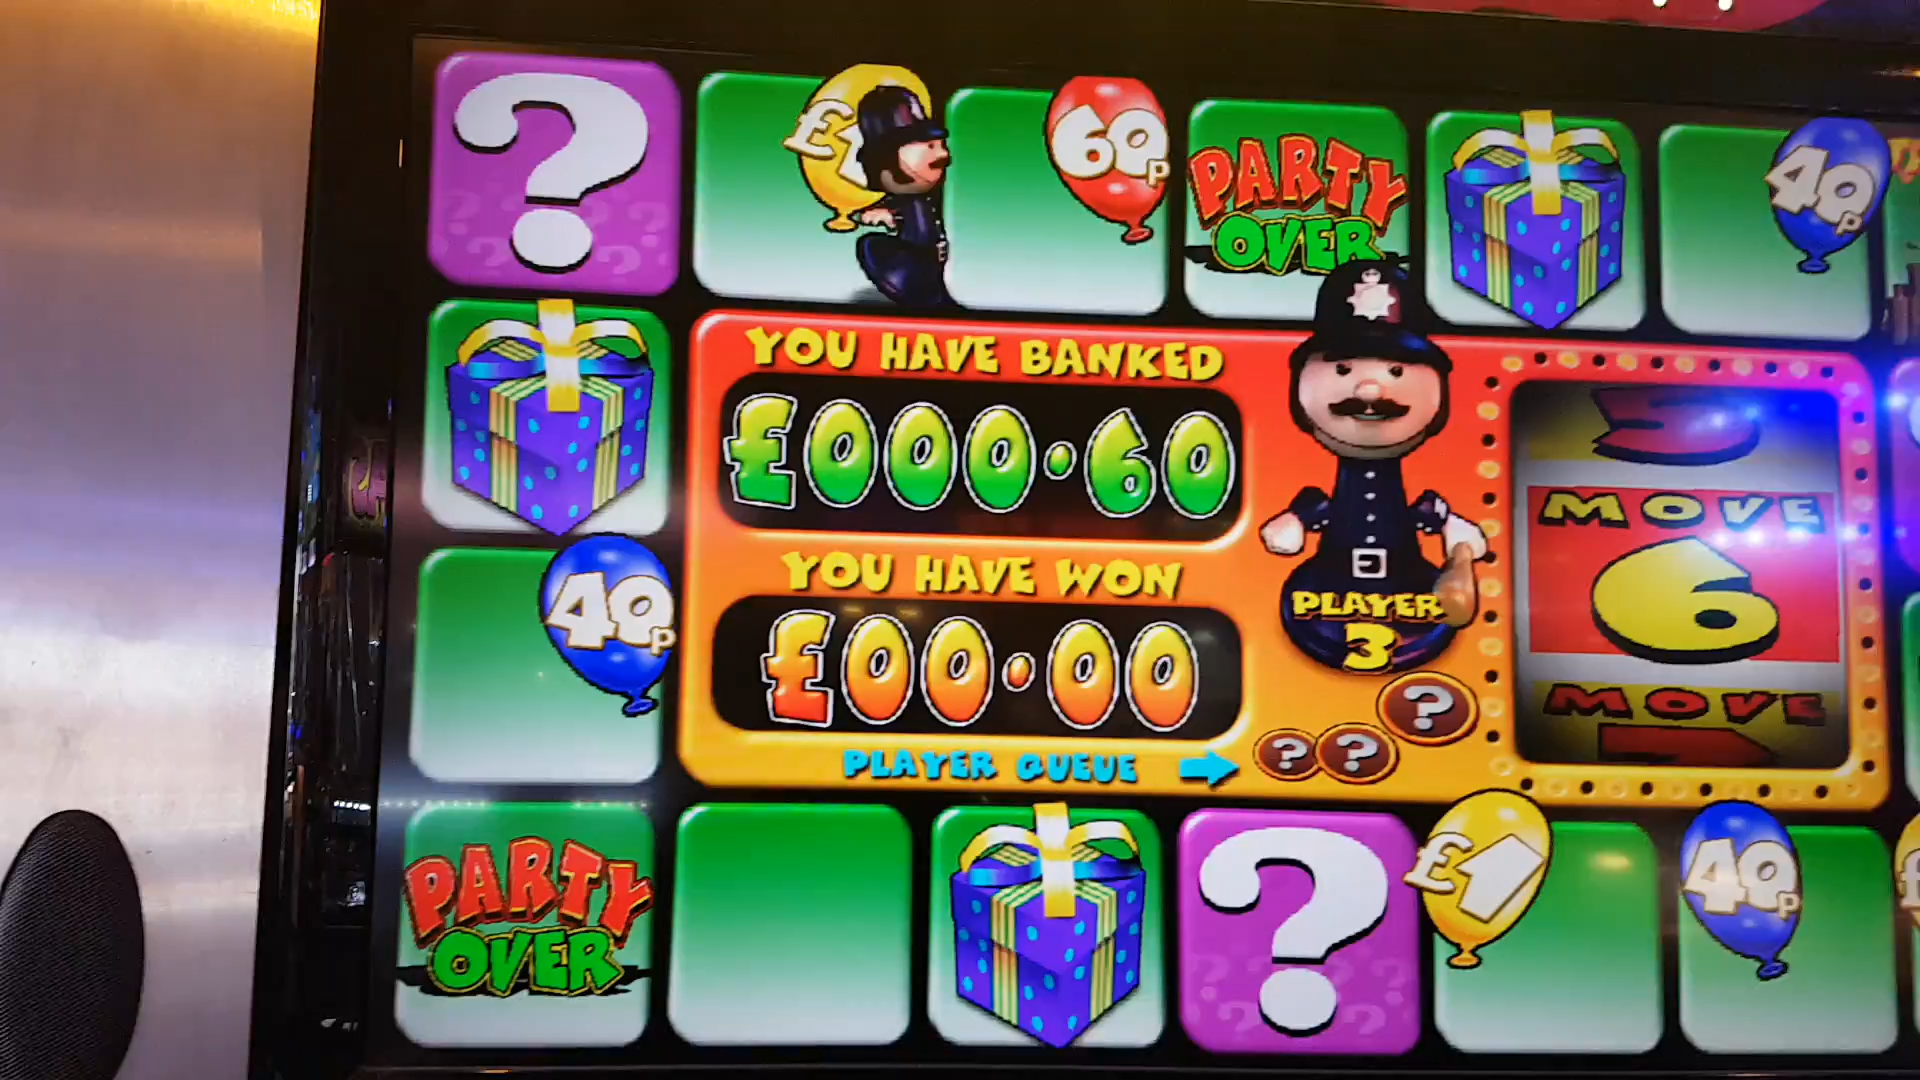 ?
£1
60p
PARTY
OVER
40p
YOU HAVE BANKED
£000.60
MOVE
6
MOVE
40p
YOU HAVE WON
£00.00
PLAYER
3
PLAYER QUEUE
? ? ?
PARTY
OVER
?
£1
40p